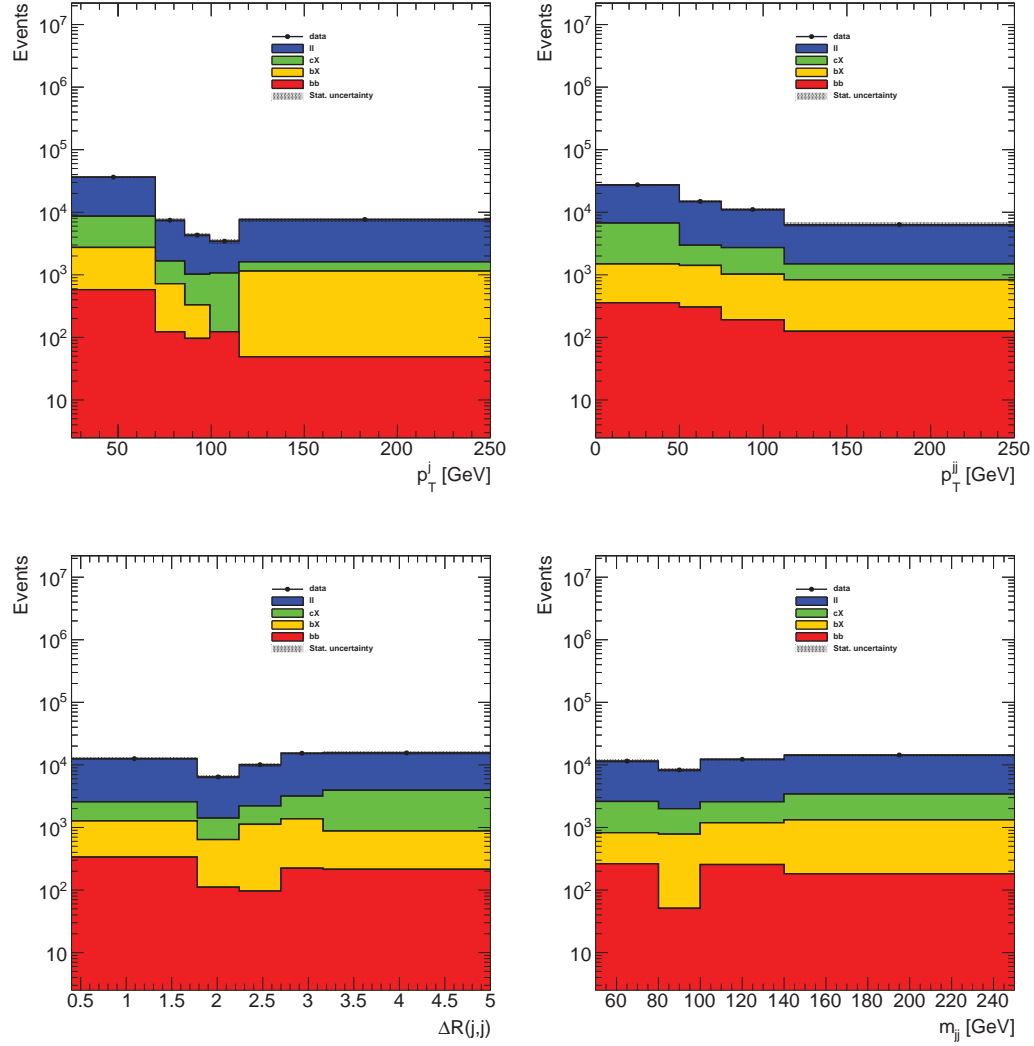 Events
10⁷
10⁶
10⁵
10⁴
10³
10²
10
data
ll
cX
bX
bb
Stat. uncertainty
50 100 150 200 250
p_T^j [GeV]
Events
10⁷
10⁶
10⁵
10⁴
10³
10²
10
data
ll
cX
bX
bb
Stat. uncertainty
0 50 100 150 200 250
p_T^jj [GeV]
Events
10⁷
10⁶
10⁵
10⁴
10³
10²
10
data
ll
cX
bX
bb
Stat. uncertainty
0.5 1 1.5 2 2.5 3 3.5 4 4.5 5
ΔR(j,j)
Events
10⁷
10⁶
10⁵
10⁴
10³
10²
10
data
ll
cX
bX
bb
Stat. uncertainty
60 80 100 120 140 160 180 200 220 240
m_jj [GeV]